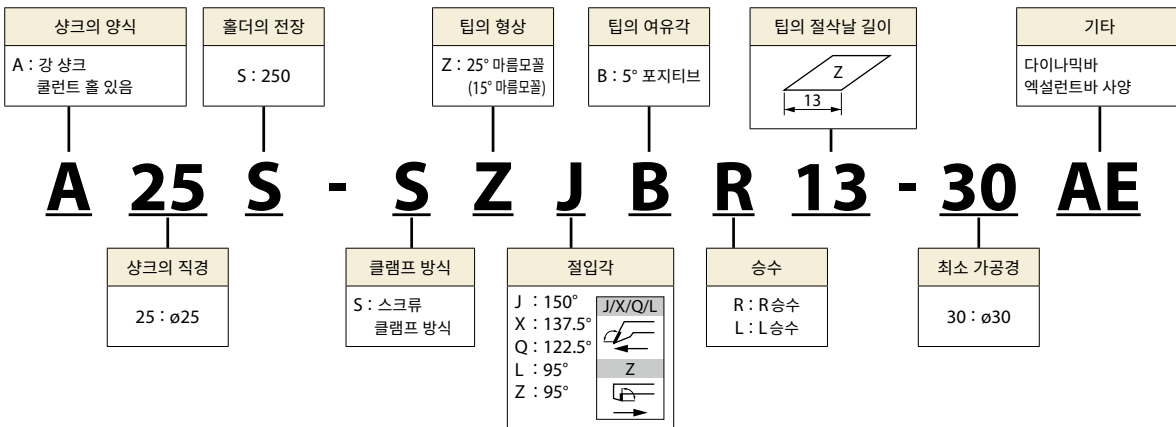 샹크의 양식
A : 강 샹크
쿨런트 홀 있음
홀더의 전장
S : 250
팁의 형상
Z : 25° 마름모꼴
(15° 마름모꼴)
팁의 여유각
B : 5° 포지티브
팁의 절삭날 길이
Z
13
기타
다이나믹바
엑설런트바 사양
A 25 S - S Z J B R 13 - 30 AE
샹크의 직경
25 : ø25
클램프 방식
S : 스크류
클램프 방식
절입각
J : 150°
X : 137.5°
Q : 122.5°
L : 95°
Z : 95°
J/X/Q/L
Z
승수
R : R승수
L : L승수
최소 가공경
30 : ø30